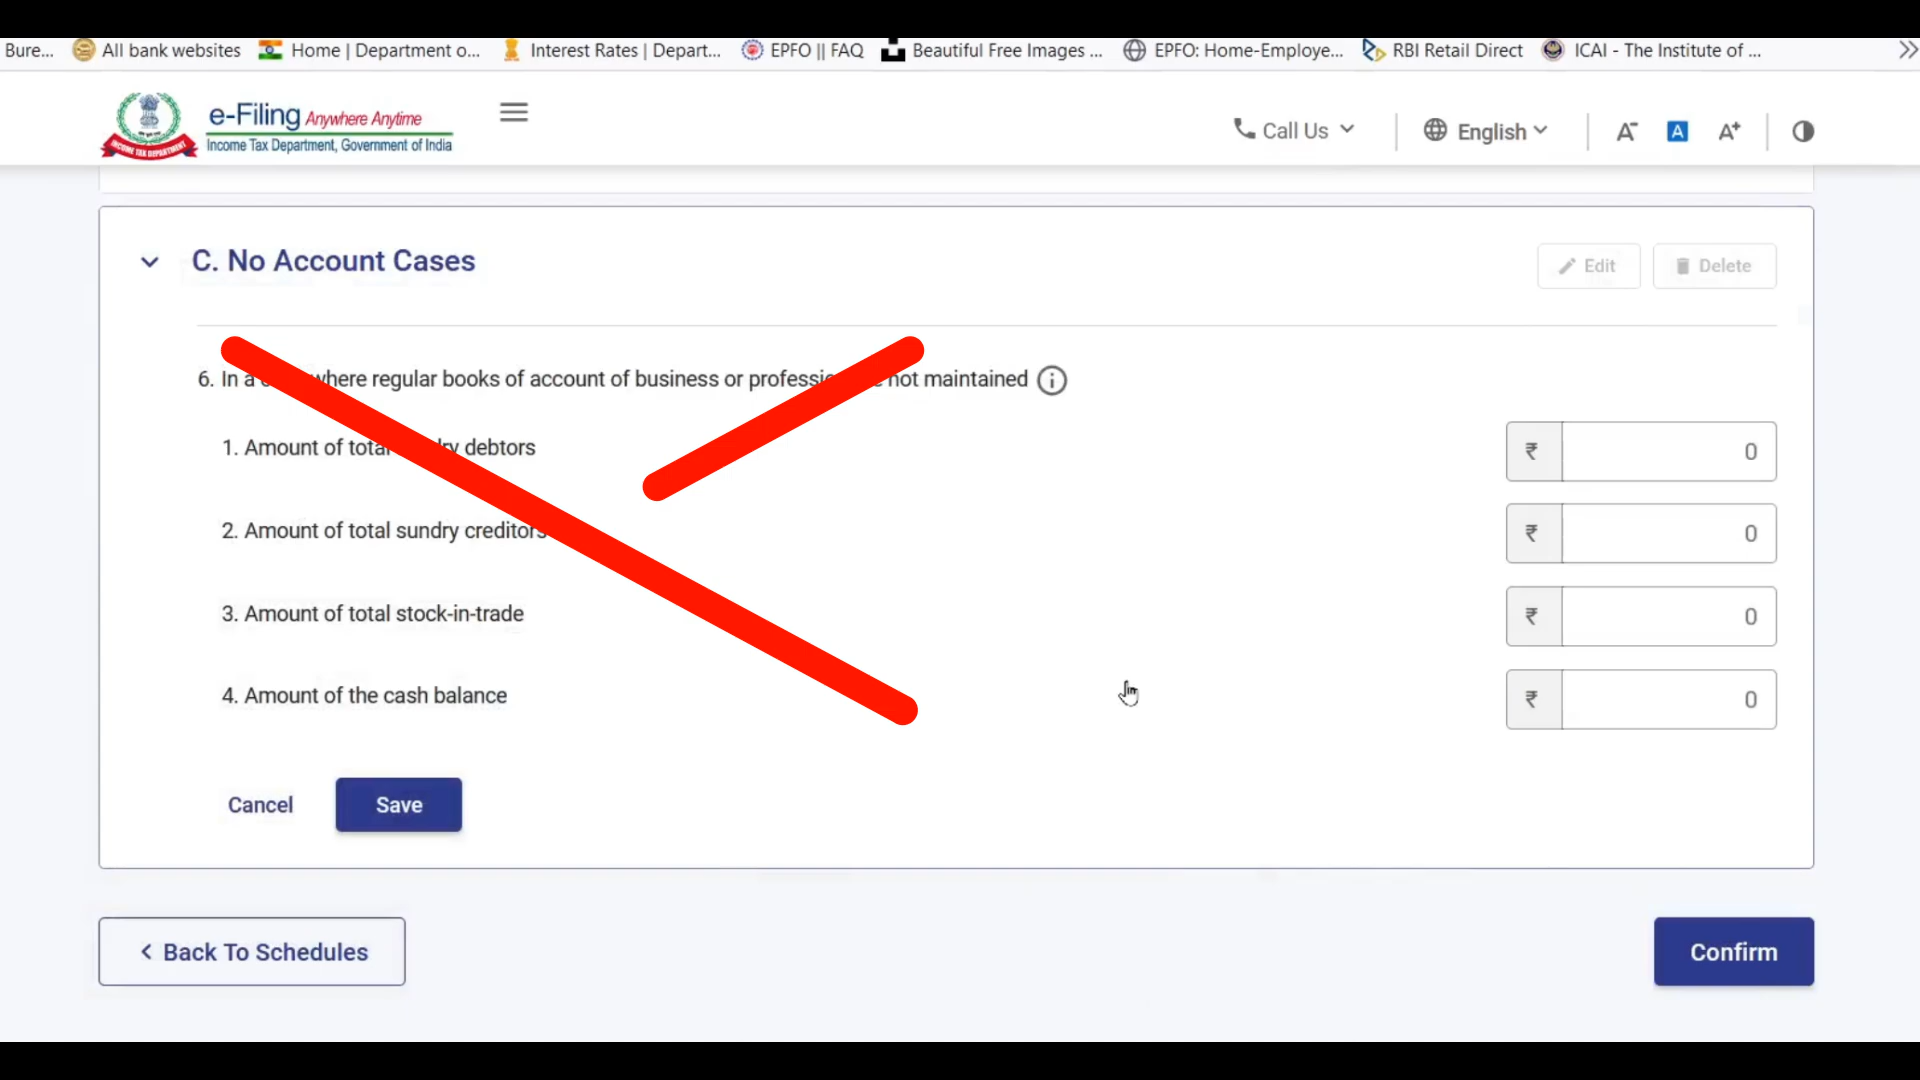 Bure... All bank websites Home | Department o... Interest Rates | Depart... EPFO || FAQ Beautiful Free Images ... EPFO: Home-Employe... RBI Retail Direct ICAI - The Institute of ...
e-Filing Anywhere Anytime
Income Tax Department, Government of India
INCOME TAX DEPARTMENT
Call Us English A- A A+
C. No Account Cases
Edit Delete
6. In a where regular books of account of business or not maintained
1. Amount of total debtors ₹ 0
2. Amount of total sundry creditors ₹ 0
3. Amount of total stock-in-trade ₹ 0
4. Amount of the cash balance ₹ 0
Cancel Save
< Back To Schedules Confirm